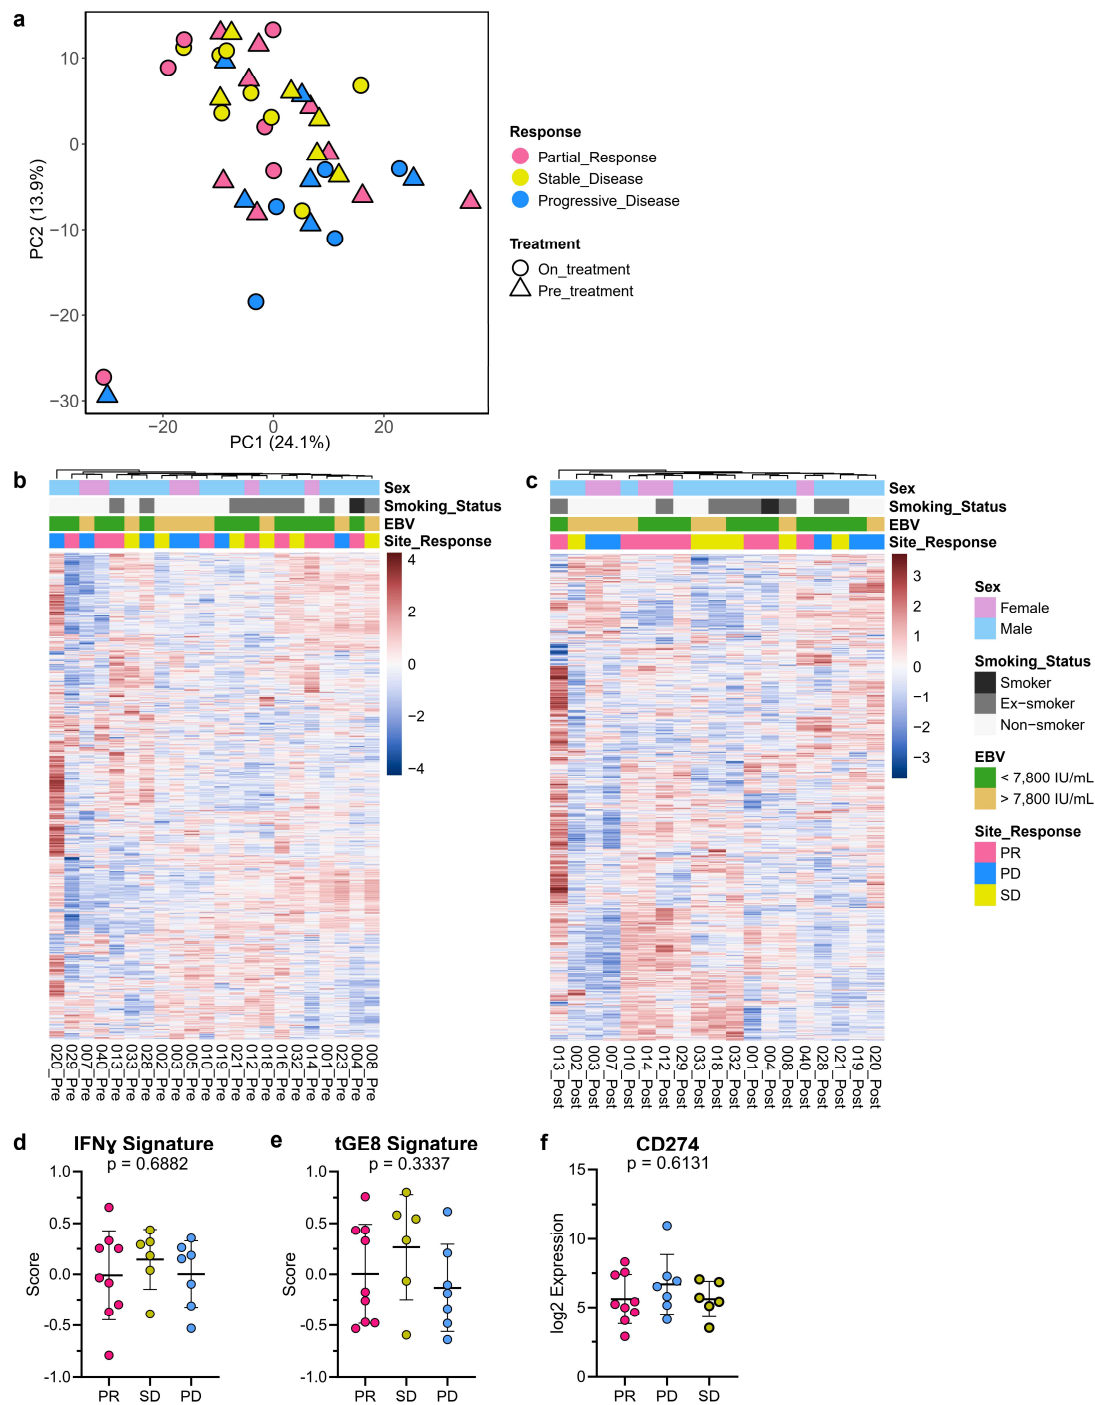 a
10
0
−10
−20
−30
PC2 (13.9%)
−20
0
20
PC1 (24.1%)
Response
Partial_Response
Stable_Disease
Progressive_Disease
Treatment
On_treatment
Pre_treatment
b
Sex
Smoking_Status
EBV
Site_Response
4
2
0
−2
−4
020_Pre
029_Pre
007_Pre
040_Pre
013_Pre
033_Pre
028_Pre
002_Pre
003_Pre
005_Pre
010_Pre
019_Pre
021_Pre
012_Pre
018_Pre
016_Pre
032_Pre
014_Pre
001_Pre
023_Pre
004_Pre
008_Pre
c
Sex
Smoking_Status
EBV
Site_Response
3
2
1
0
−1
−2
−3
013_Post
002_Post
003_Post
007_Post
010_Post
014_Post
012_Post
029_Post
033_Post
018_Post
032_Post
001_Post
004_Post
008_Post
040_Post
028_Post
021_Post
019_Post
020_Post
Sex
Female
Male
Smoking_Status
Smoker
Ex−smoker
Non−smoker
EBV
< 7,800 IU/mL
> 7,800 IU/mL
Site_Response
PR
PD
SD
d
IFNγ Signature
p = 0.6882
1.0
0.5
0.0
-0.5
-1.0
Score
PR
SD
PD
e
tGE8 Signature
p = 0.3337
1.0
0.5
0.0
-0.5
-1.0
Score
PR
SD
PD
f
CD274
p = 0.6131
15
10
5
0
log2 Expression
PR
PD
SD